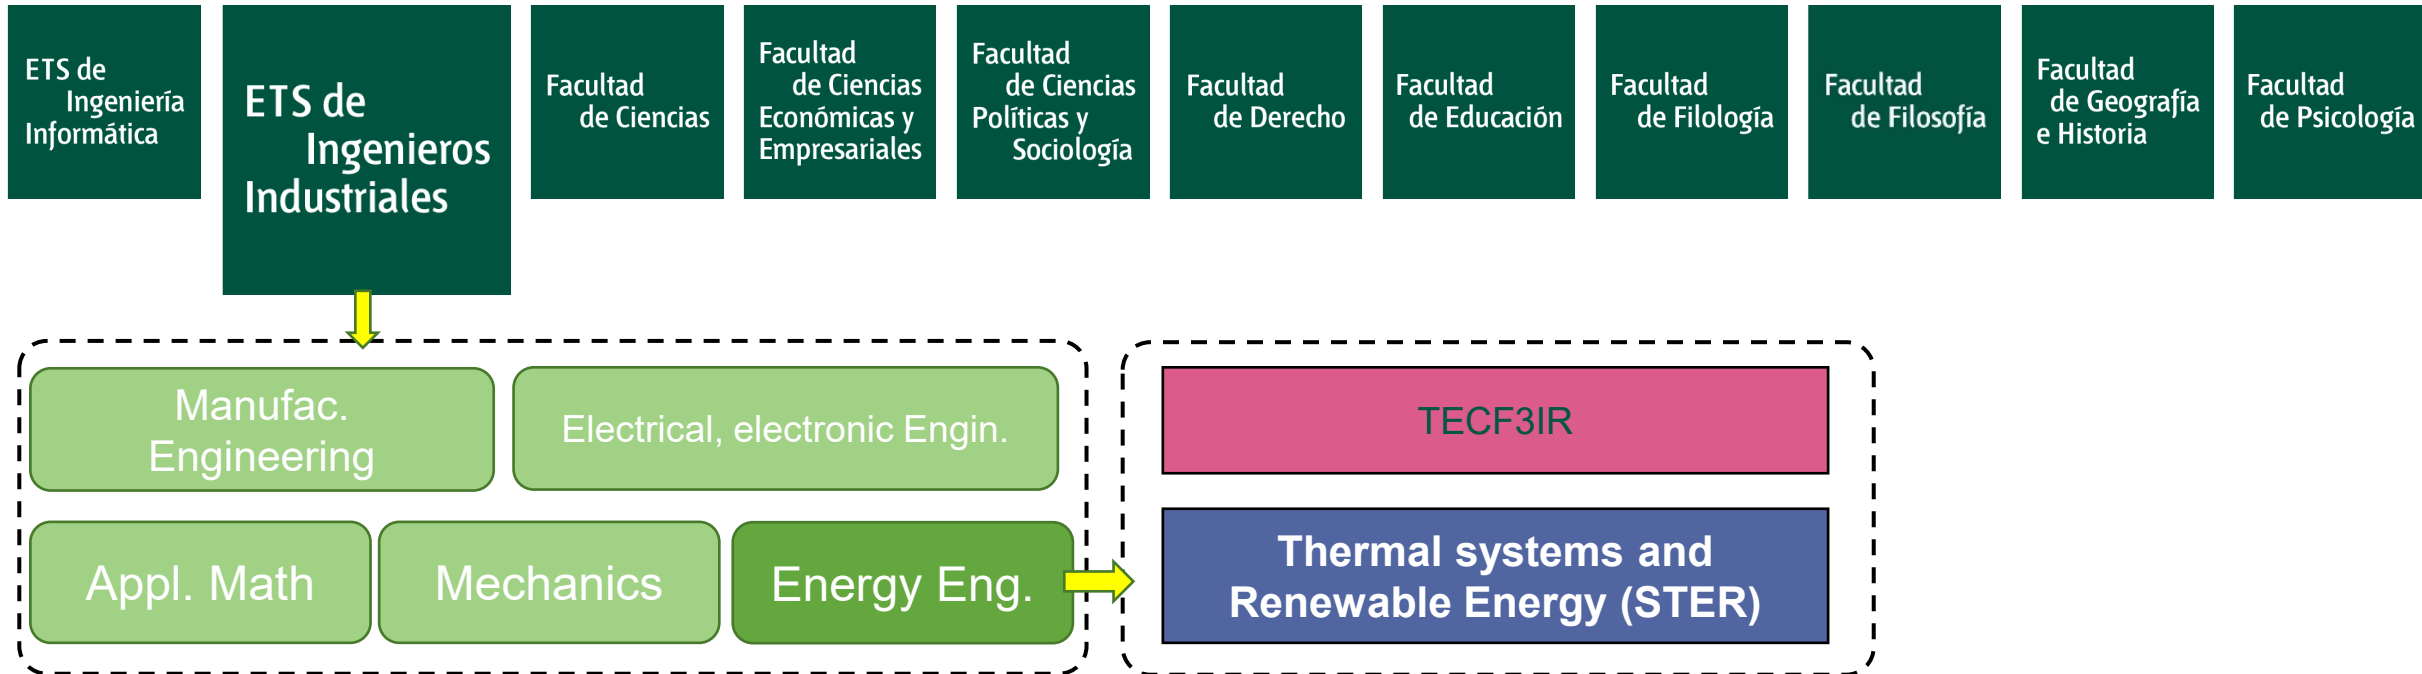 ETS de
Ingeniería
Informática
ETS de
Ingenieros
Industriales
Facultad
de Ciencias
Facultad
de Ciencias
Económicas y
Empresariales
Facultad
de Ciencias
Políticas y
Sociología
Facultad
de Derecho
Facultad
de Educación
Facultad
de Filología
Facultad
de Filosofía
Facultad
de Geografía
e Historia
Facultad
de Psicología
Manufac.
Engineering
Electrical, electronic Engin.
Appl. Math
Mechanics
Energy Eng.
TECF3IR
Thermal systems and
Renewable Energy (STER)